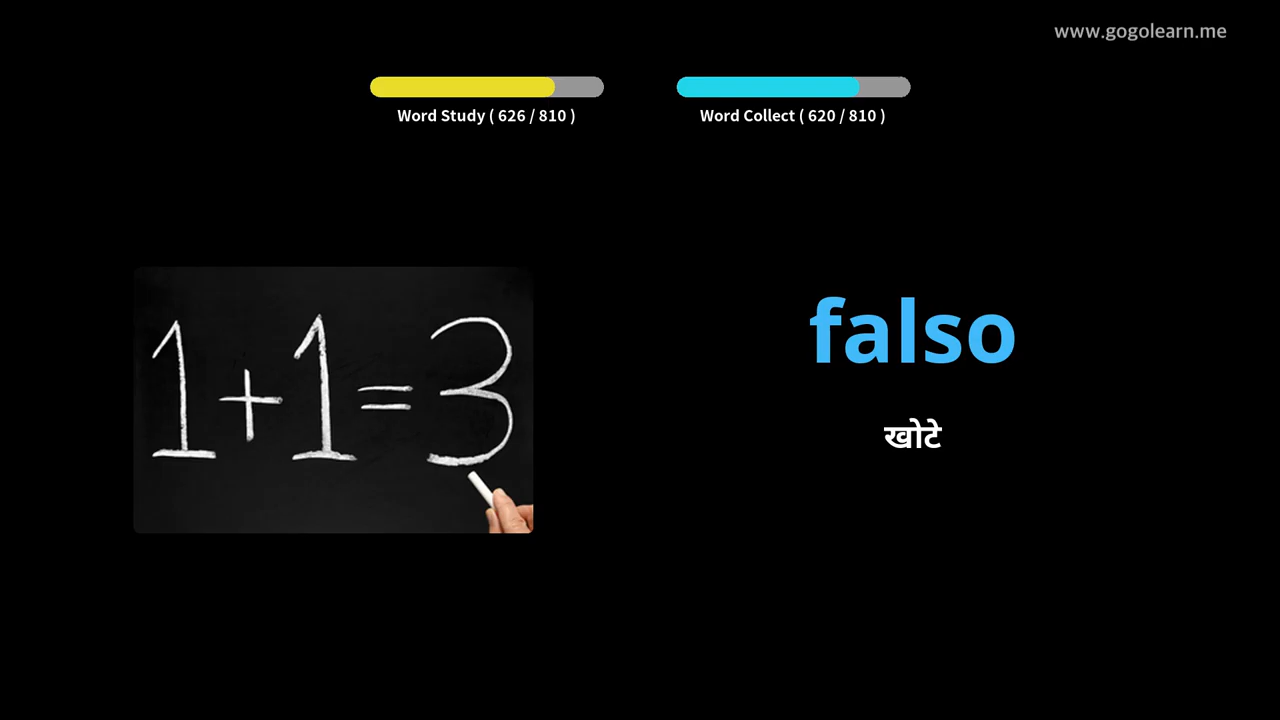 www.gogolearn.me
Word Study ( 626 / 810 )
Word Collect ( 620 / 810 )
1+1=3
falso
खोटे